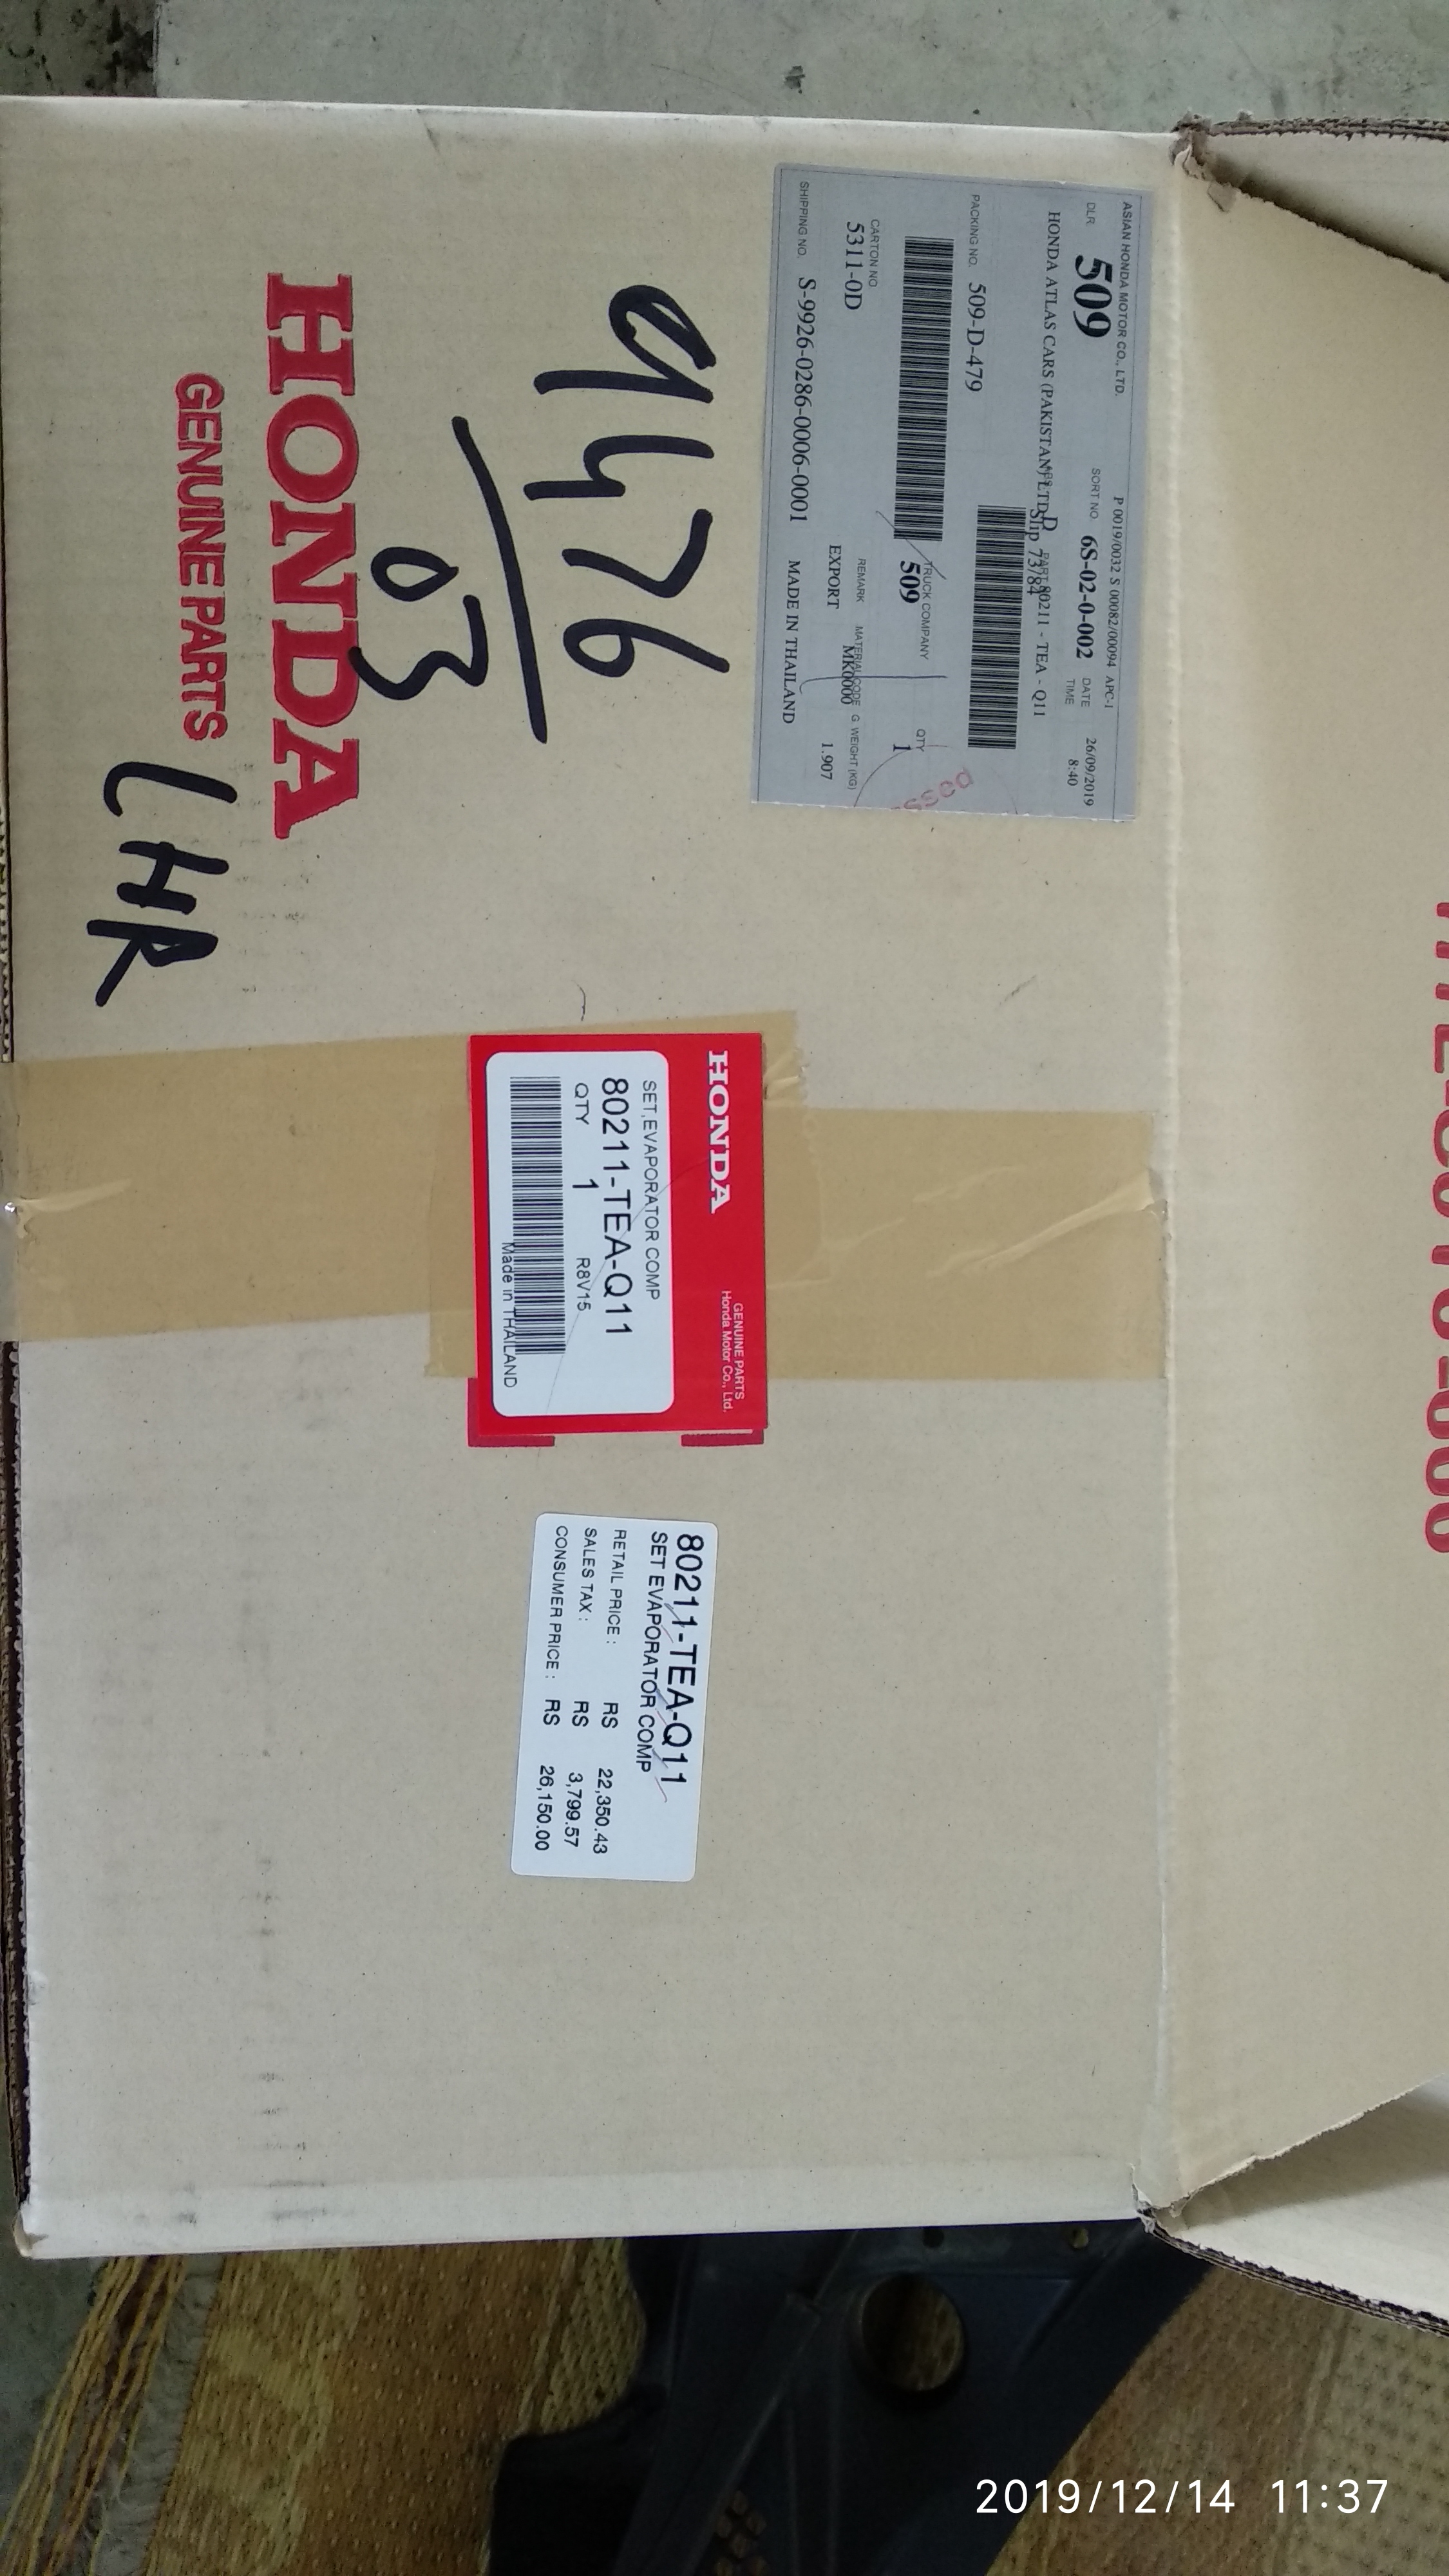 ASIAN HONDA MOTOR CO., LTD.
P 0019/0032 S 00082/00094 APC-1
DLR. 509
SORT NO. 6S-02-0-002
DATE 26/09/2019
TIME 8:40
HONDA ATLAS CARS (PAKISTAN) LTD.
D
Slip 73784
PART 80211 - TEA - Q11
PACKING NO. 509-D-479
TRUCK COMPANY
509
QTY
1
CARTON NO.
5311-0D
REMARK
EXPORT
MATERIAL CODE
MK0000
G. WEIGHT (KG)
1.907
SHIPPING NO. S-9926-0286-0006-0001
MADE IN THAILAND
ssed
9476
03
HONDA
GENUINE PARTS
LHR
HONDA
GENUINE PARTS
Honda Motor Co., Ltd.
SET,EVAPORATOR COMP
80211-TEA-Q11
QTY 1 R8V15
Made in THAILAND
80211-TEA-Q11
SET EVAPORATOR COMP
RETAIL PRICE : RS 22,350.43
SALES TAX : RS 3,799.57
CONSUMER PRICE : RS 26,150.00
2019/12/14 11:37